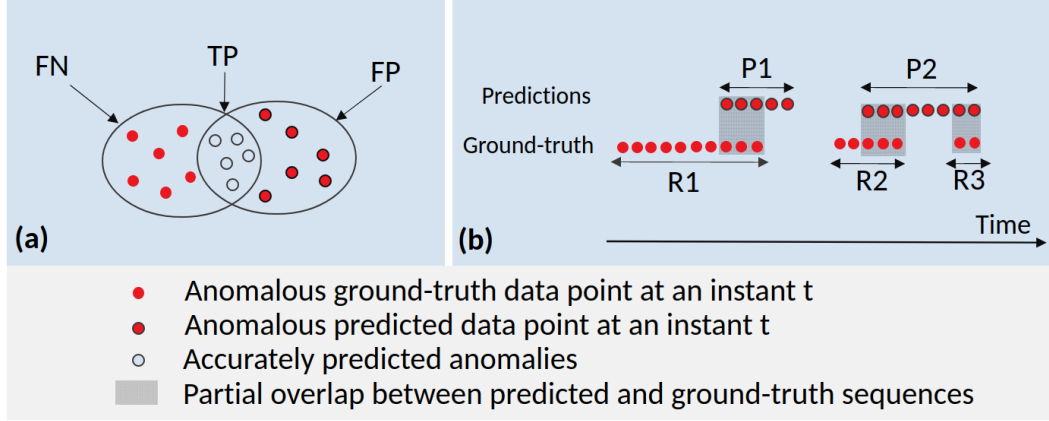 FN
TP
FP
(a)
P1
P2
Predictions
Ground-truth
R1
R2
R3
Time
(b)
Anomalous ground-truth data point at an instant t
Anomalous predicted data point at an instant t
Accurately predicted anomalies
Partial overlap between predicted and ground-truth sequences